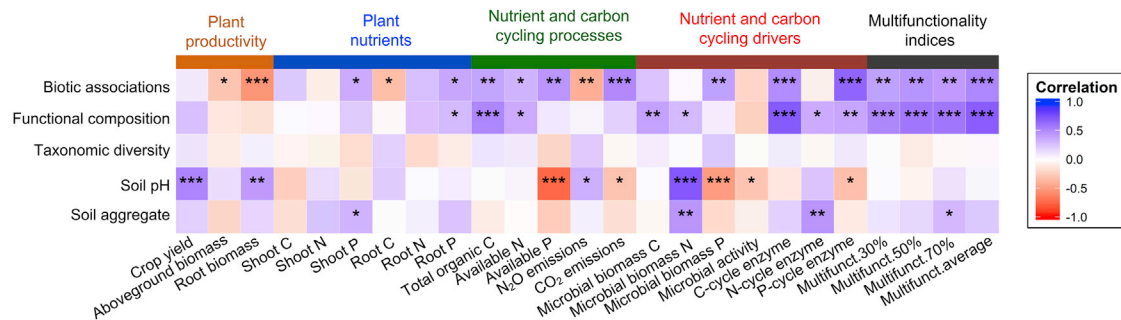 Plant
productivity
Plant
nutrients
Nutrient and carbon
cycling processes
Nutrient and carbon
cycling drivers
Multifunctionality
indices
Biotic associations * *** * * * ** * ** ** *** ** *** *** ** ** ** ***
Functional composition * *** * ** * *** * ** *** *** *** ***
Taxonomic diversity
Soil pH *** ** *** * * *** *** * *
Soil aggregate * ** ** *
Crop yield
Aboveground biomass
Root biomass
Shoot C
Shoot N
Shoot P
Root C
Root N
Root P
Total organic C
Available N
Available P
N₂O emissions
CO₂ emissions
Microbial biomass C
Microbial biomass N
Microbial biomass P
Microbial activity
C-cycle enzyme
N-cycle enzyme
P-cycle enzyme
Multifunct.30%
Multifunct.50%
Multifunct.70%
Multifunct.average
Correlation
1.0
0.5
0.0
-0.5
-1.0